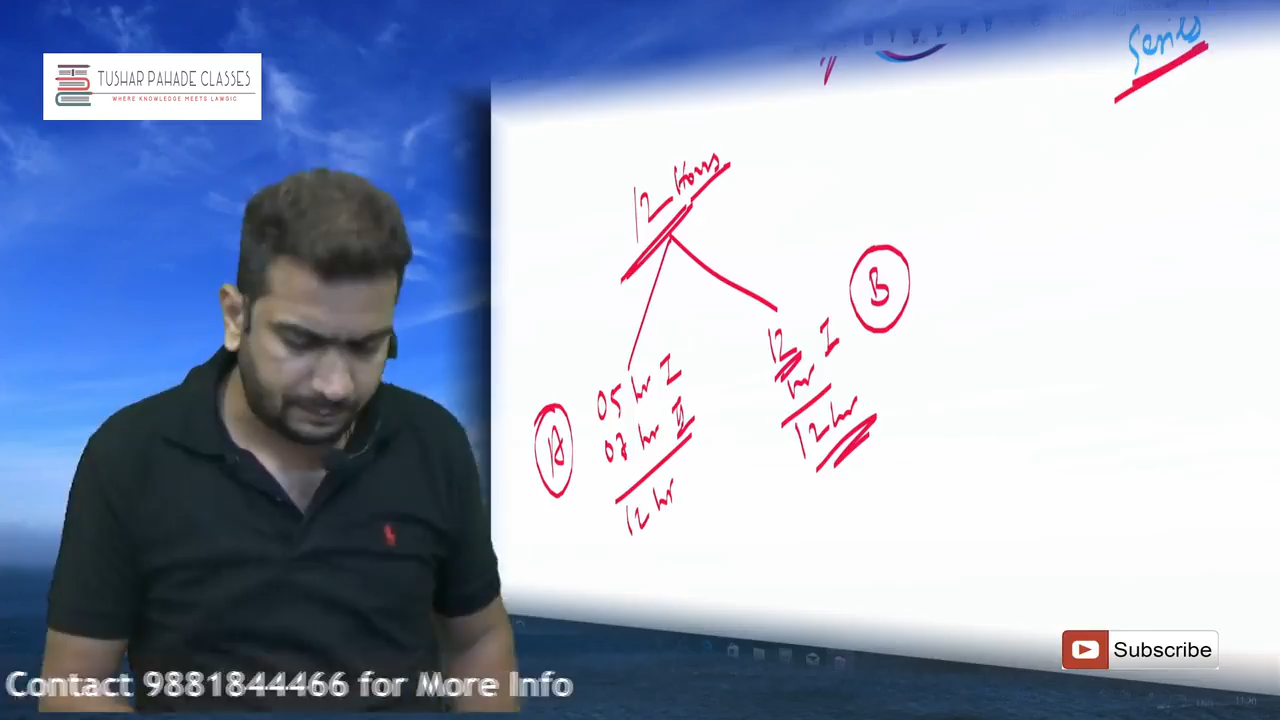 TUSHAR PAHADE CLASSES
WHERE KNOWLEDGE MEETS LAWGIC
Series
12 Hours
B
12 I
hr
12 hr
A
05 hr I
07 hr II
12 hr
Subscribe
Contact 9881844466 for More Info